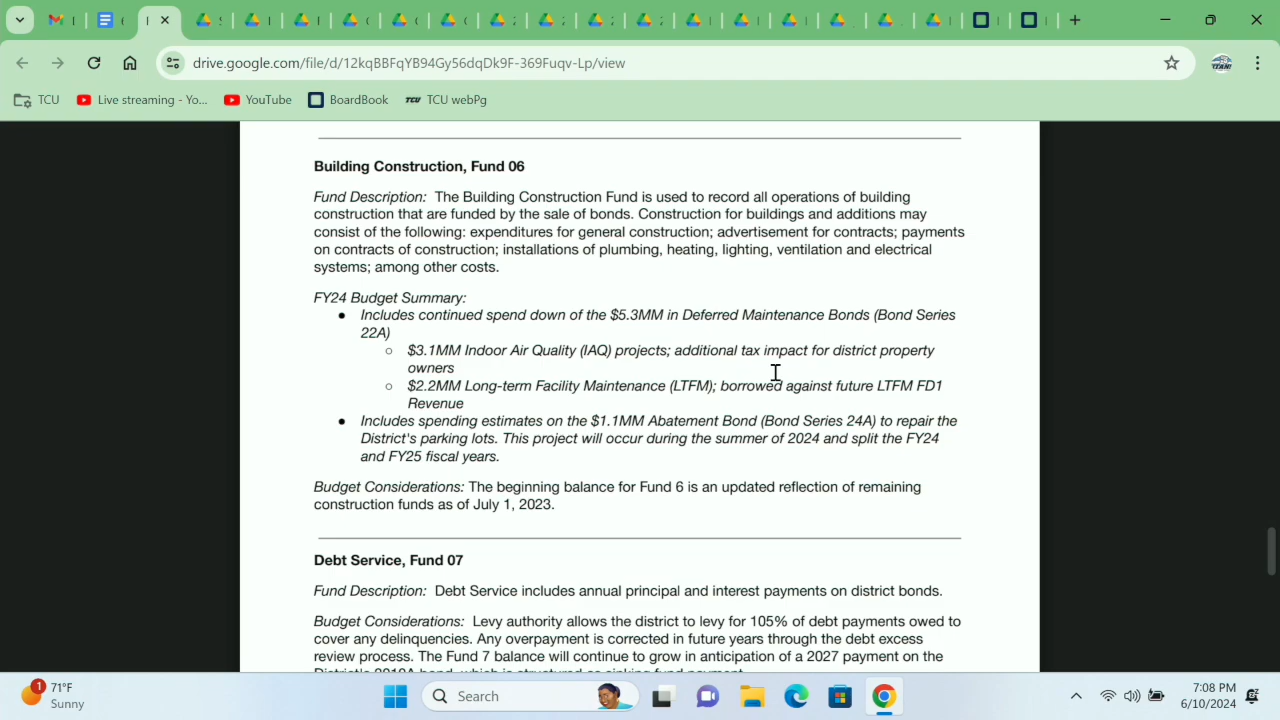 drive.google.com/file/d/12kqBBFqYB94Gy56dqDk9F-369Fuqv-Lp/view
TCU
Live streaming - Yo...
YouTube
BoardBook
TCU webPg
Building Construction, Fund 06
Fund Description: The Building Construction Fund is used to record all operations of building
construction that are funded by the sale of bonds. Construction for buildings and additions may
consist of the following: expenditures for general construction; advertisement for contracts; payments
on contracts of construction; installations of plumbing, heating, lighting, ventilation and electrical
systems; among other costs.
FY24 Budget Summary:
● Includes continued spend down of the $5.3MM in Deferred Maintenance Bonds (Bond Series
22A)
○ $3.1MM Indoor Air Quality (IAQ) projects; additional tax impact for district property
owners
○ $2.2MM Long-term Facility Maintenance (LTFM); borrowed against future LTFM FD1
Revenue
● Includes spending estimates on the $1.1MM Abatement Bond (Bond Series 24A) to repair the
District's parking lots. This project will occur during the summer of 2024 and split the FY24
and FY25 fiscal years.
Budget Considerations: The beginning balance for Fund 6 is an updated reflection of remaining
construction funds as of July 1, 2023.
Debt Service, Fund 07
Fund Description: Debt Service includes annual principal and interest payments on district bonds.
Budget Considerations: Levy authority allows the district to levy for 105% of debt payments owed to
cover any delinquencies. Any overpayment is corrected in future years through the debt excess
review process. The Fund 7 balance will continue to grow in anticipation of a 2027 payment on the
1
71°F
Sunny
Search
7:08 PM
6/10/2024